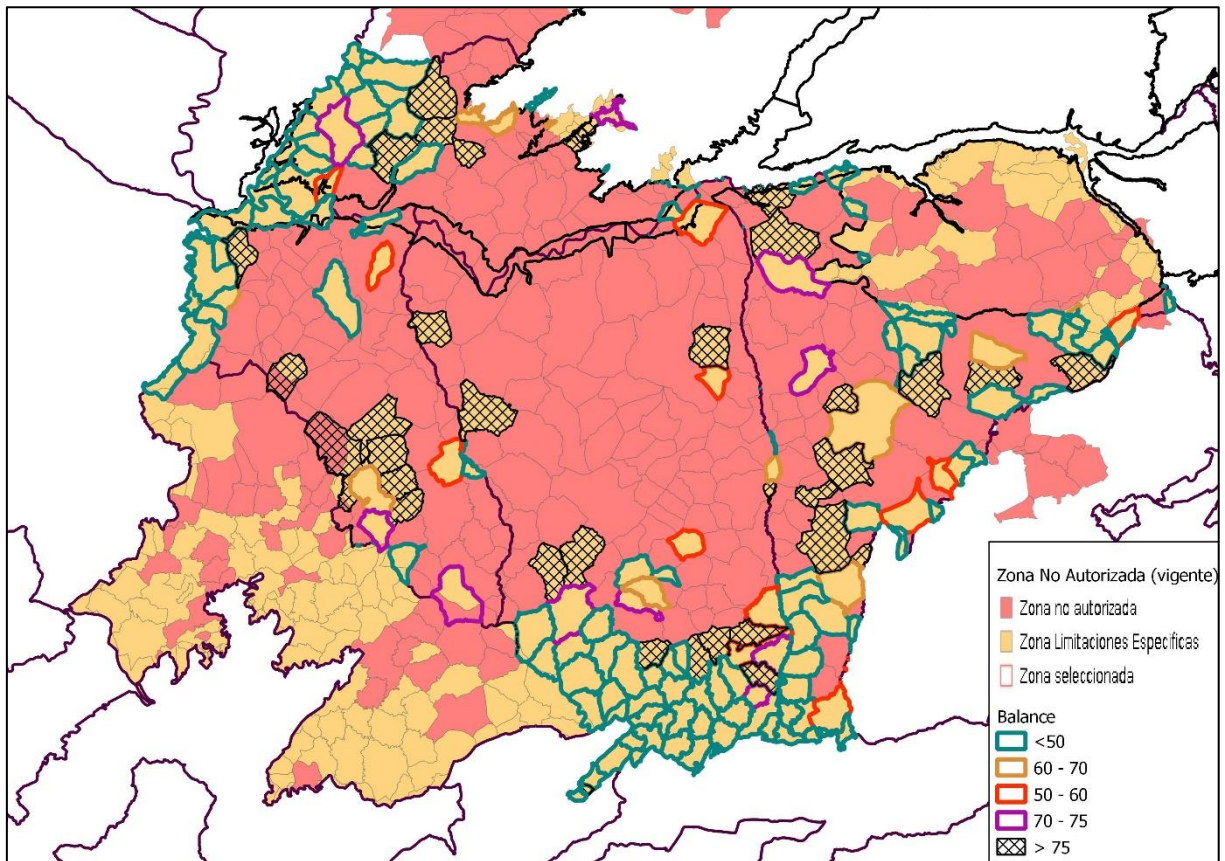 Zona No Autorizada (vigente)
Zona no autorizada
Zona Limitaciones Específicas
Zona seleccionada
Balance
<50
60 - 70
50 - 60
70 - 75
> 75